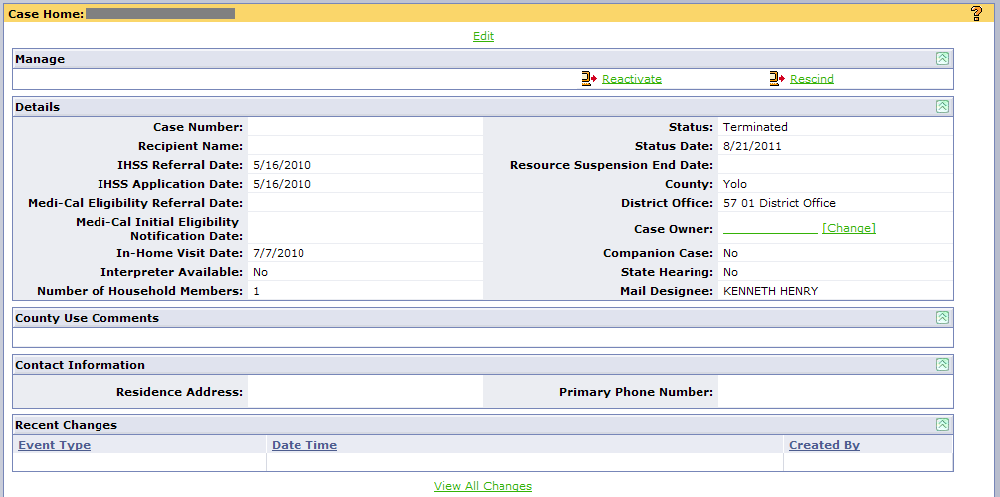 Case Home:
Edit
Manage
Reactivate Rescind
Details
Case Number: Status: Terminated
Recipient Name: Status Date: 8/21/2011
IHSS Referral Date: 5/16/2010 Resource Suspension End Date:
IHSS Application Date: 5/16/2010 County: Yolo
Medi-Cal Eligibility Referral Date: District Office: 57 01 District Office
Medi-Cal Initial Eligibility
Notification Date: Case Owner: [Change]
In-Home Visit Date: 7/7/2010 Companion Case: No
Interpreter Available: No State Hearing: No
Number of Household Members: 1 Mail Designee: KENNETH HENRY
County Use Comments
Contact Information
Residence Address: Primary Phone Number:
Recent Changes
Event Type Date Time Created By
View All Changes